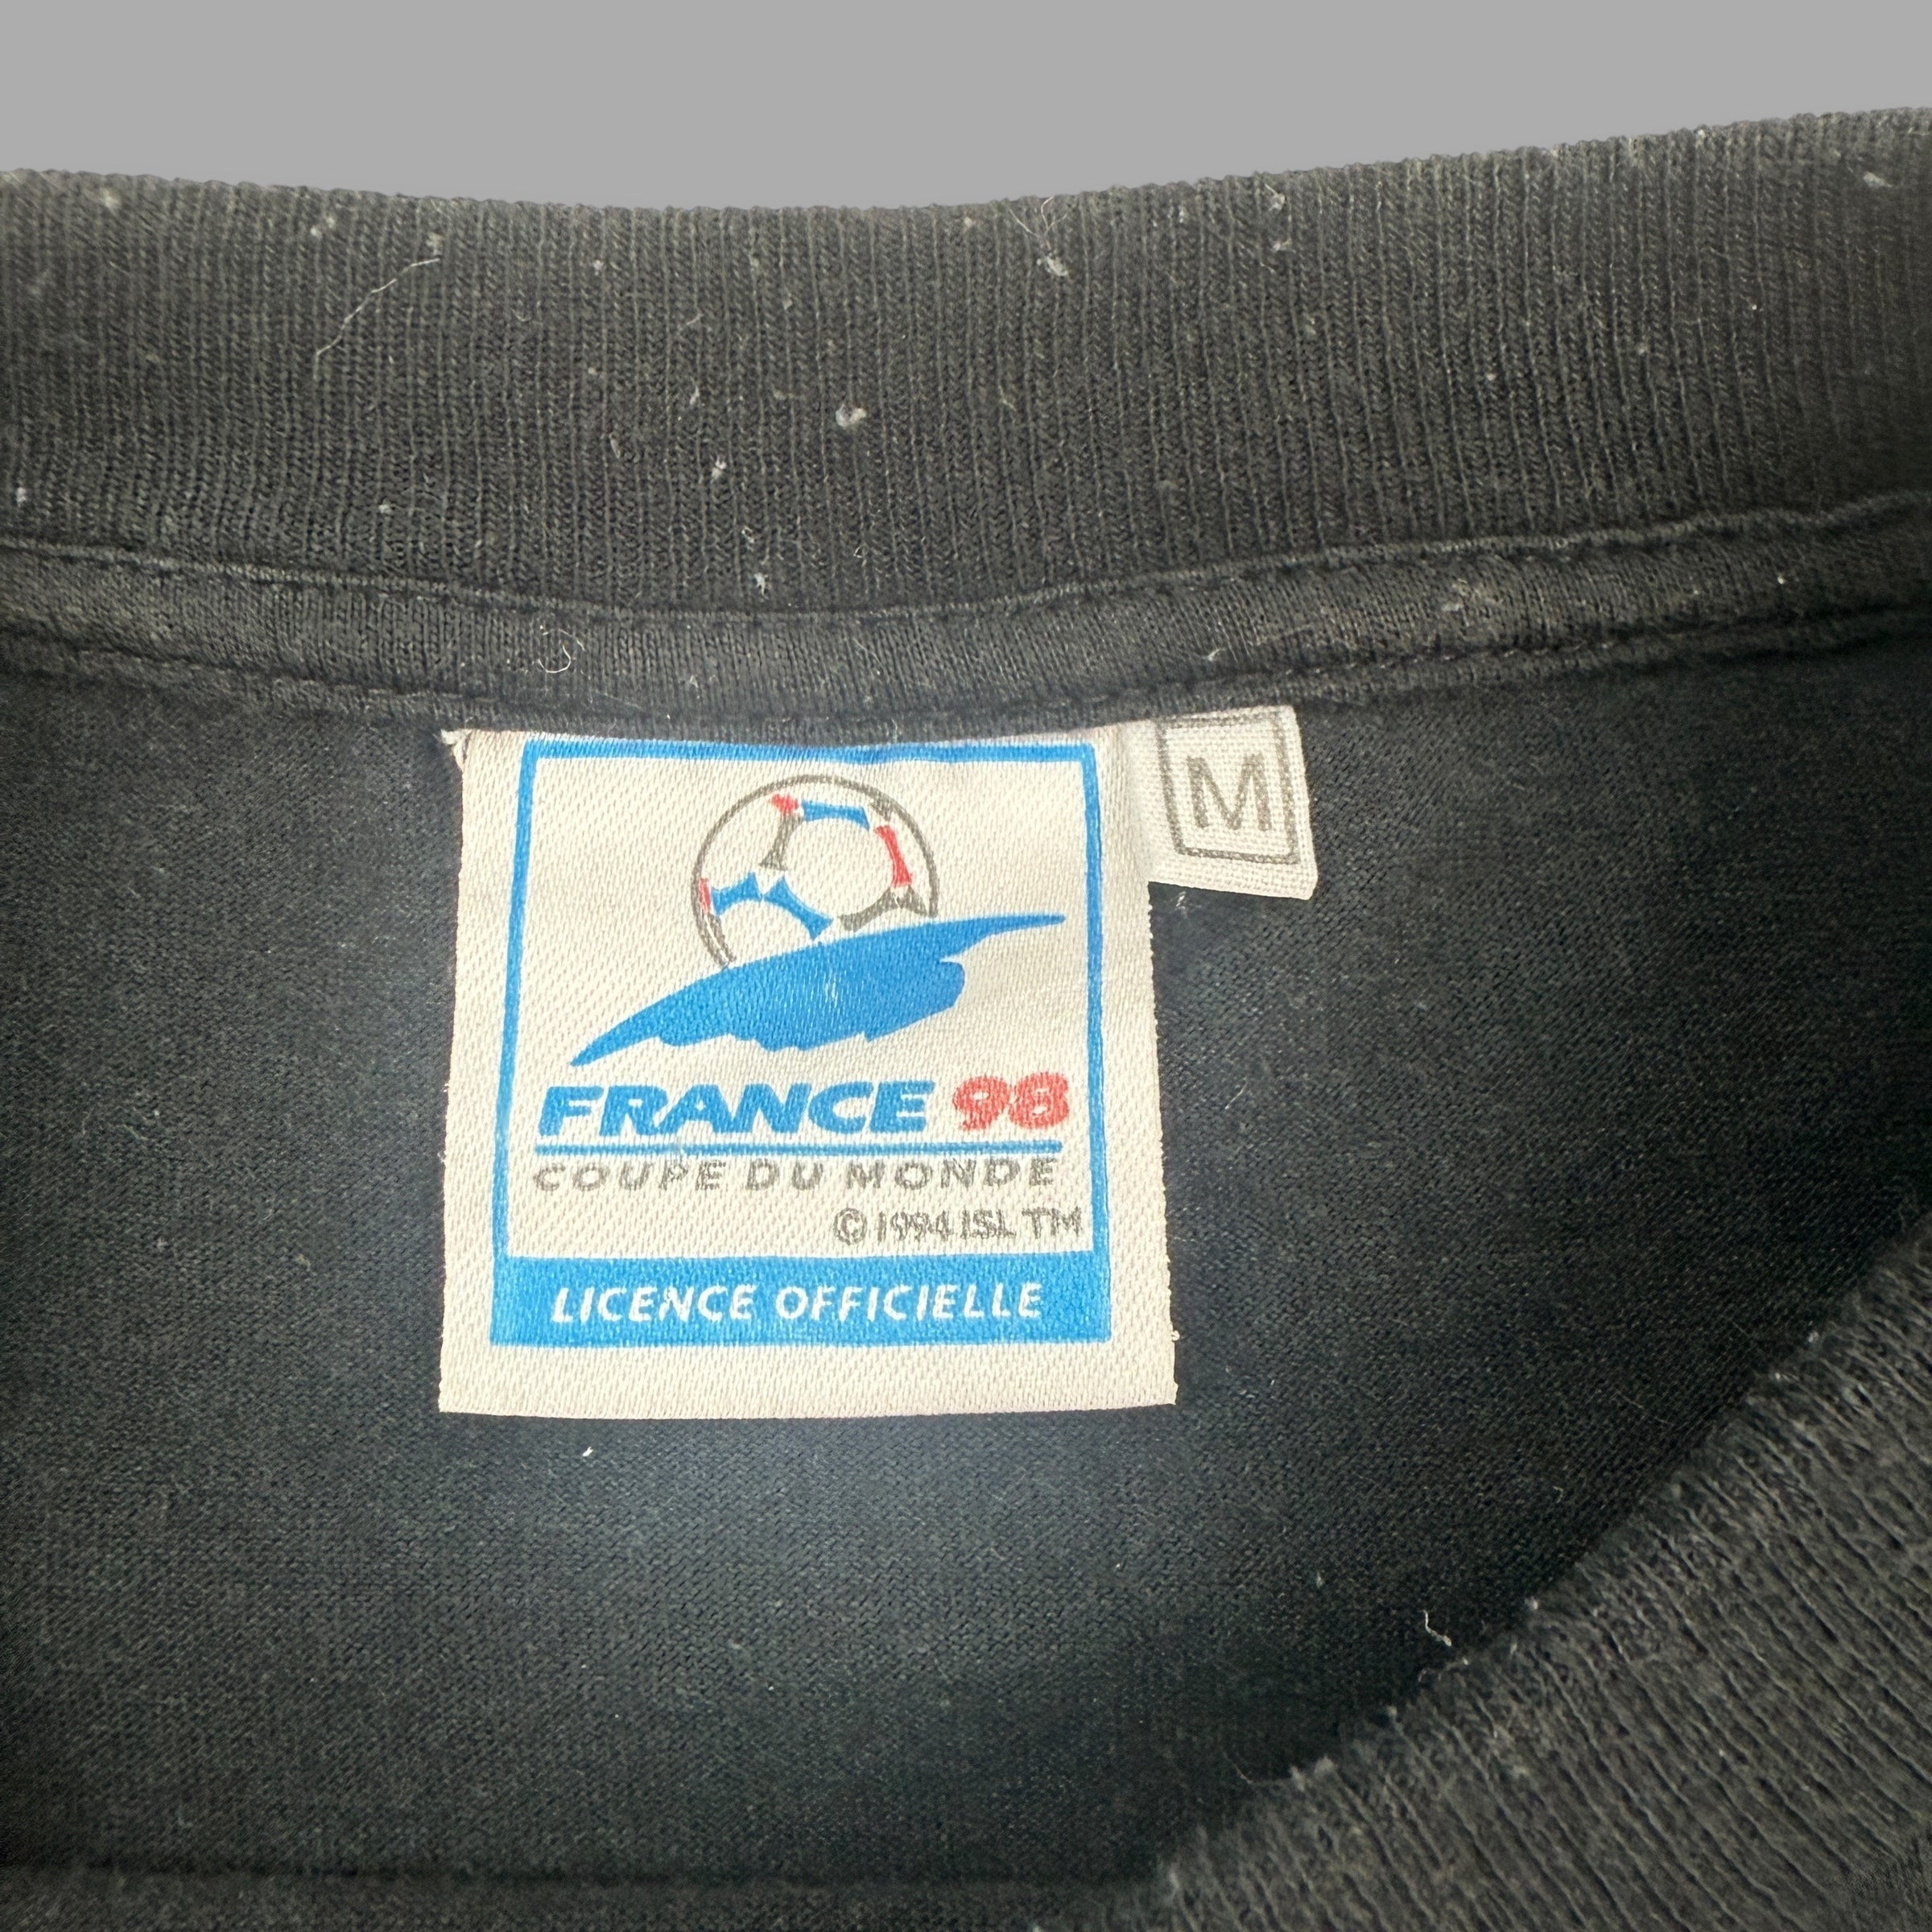 M
FRANCE 98
COUPE DU MONDE
©1994 ISL TM
LICENCE OFFICIELLE